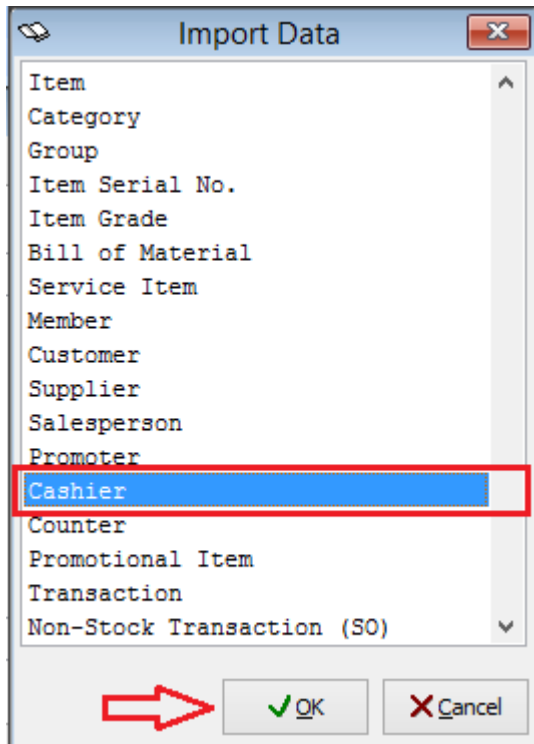 Import Data
Item
Category
Group
Item Serial No.
Item Grade
Bill of Material
Service Item
Member
Customer
Supplier
Salesperson
Promoter
Cashier
Counter
Promotional Item
Transaction
Non-Stock Transaction (SO)
OK Cancel